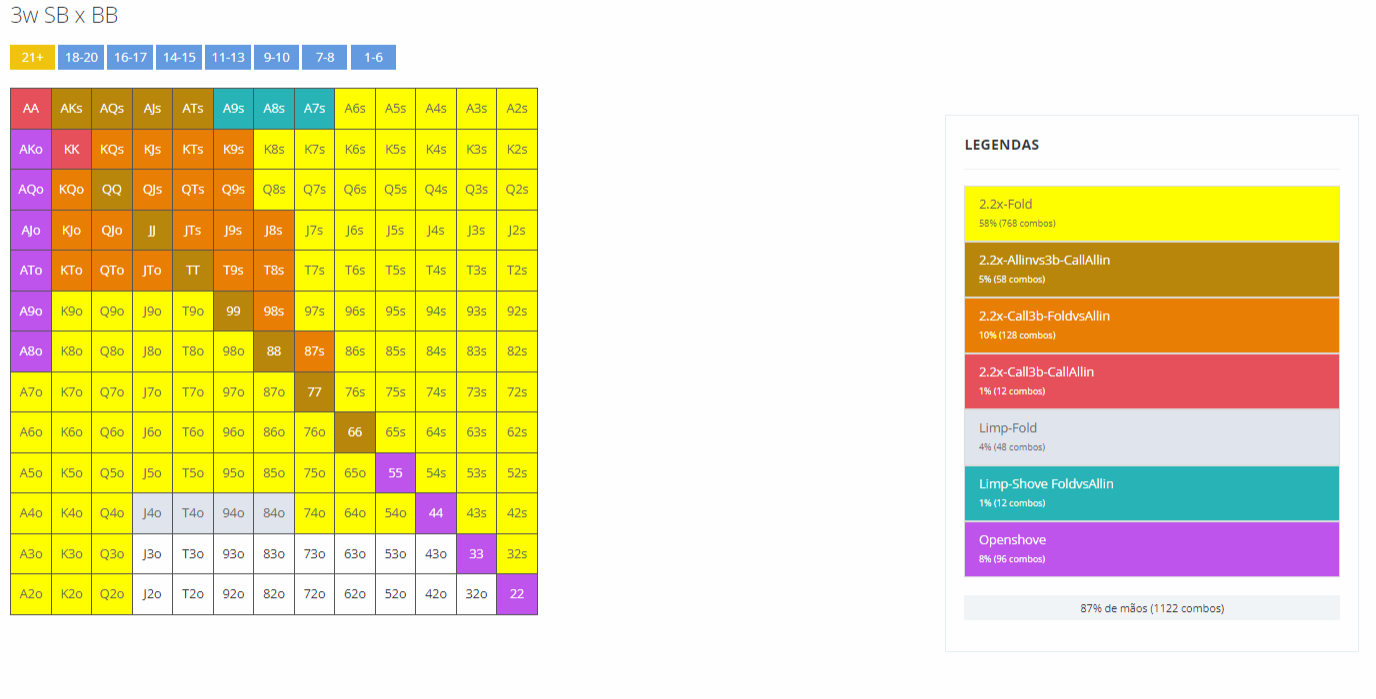 3w SB x BB
21+ 18-20 16-17 14-15 11-13 9-10 7-8 1-6
AA AKs AQs AJs ATs A9s A8s A7s A6s A5s A4s A3s A2s
AKo KK KQs KJs KTs K9s K8s K7s K6s K5s K4s K3s K2s
AQo KQo QQ QJs QTs Q9s Q8s Q7s Q6s Q5s Q4s Q3s Q2s
AJo KJo QJo JJ JTs J9s J8s J7s J6s J5s J4s J3s J2s
ATo KTo QTo JTo TT T9s T8s T7s T6s T5s T4s T3s T2s
A9o K9o Q9o J9o T9o 99 98s 97s 96s 95s 94s 93s 92s
A8o K8o Q8o J8o T8o 98o 88 87s 86s 85s 84s 83s 82s
A7o K7o Q7o J7o T7o 97o 87o 77 76s 75s 74s 73s 72s
A6o K6o Q6o J6o T6o 96o 86o 76o 66 65s 64s 63s 62s
A5o K5o Q5o J5o T5o 95o 85o 75o 65o 55 54s 53s 52s
A4o K4o Q4o J4o T4o 94o 84o 74o 64o 54o 44 43s 42s
A3o K3o Q3o J3o T3o 93o 83o 73o 63o 53o 43o 33 32s
A2o K2o Q2o J2o T2o 92o 82o 72o 62o 52o 42o 32o 22
LEGENDAS
2.2x-Fold
58% (768 combos)
2.2x-Allinvs3b-CallAllin
5% (58 combos)
2.2x-Call3b-FoldvsAllin
10% (128 combos)
2.2x-Call3b-CallAllin
1% (12 combos)
Limp-Fold
4% (48 combos)
Limp-Shove FoldvsAllin
1% (12 combos)
Openshove
8% (96 combos)
87% de mãos (1122 combos)